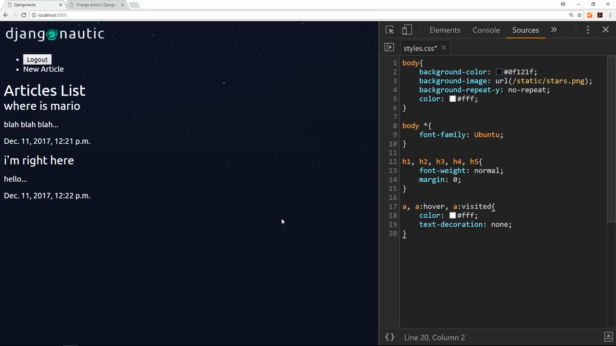 Djangonautic
Change article | Django
localhost:8000
djangonautic
Logout
New Article
Articles List
where is mario
blah blah blah...
Dec. 11, 2017, 12:21 p.m.
i'm right here
hello...
Dec. 11, 2017, 12:22 p.m.
Elements Console Sources
styles.css*
1 body{
2 background-color: #0f121f;
3 background-image: url(/static/stars.png);
4 background-repeat-y: no-repeat;
5 color: #fff;
6 }
7
8 body *{
9 font-family: Ubuntu;
10 }
11
12 h1, h2, h3, h4, h5{
13 font-weight: normal;
14 margin: 0;
15 }
16
17 a, a:hover, a:visited{
18 color: #fff;
19 text-decoration: none;
20 }
{} Line 20, Column 2